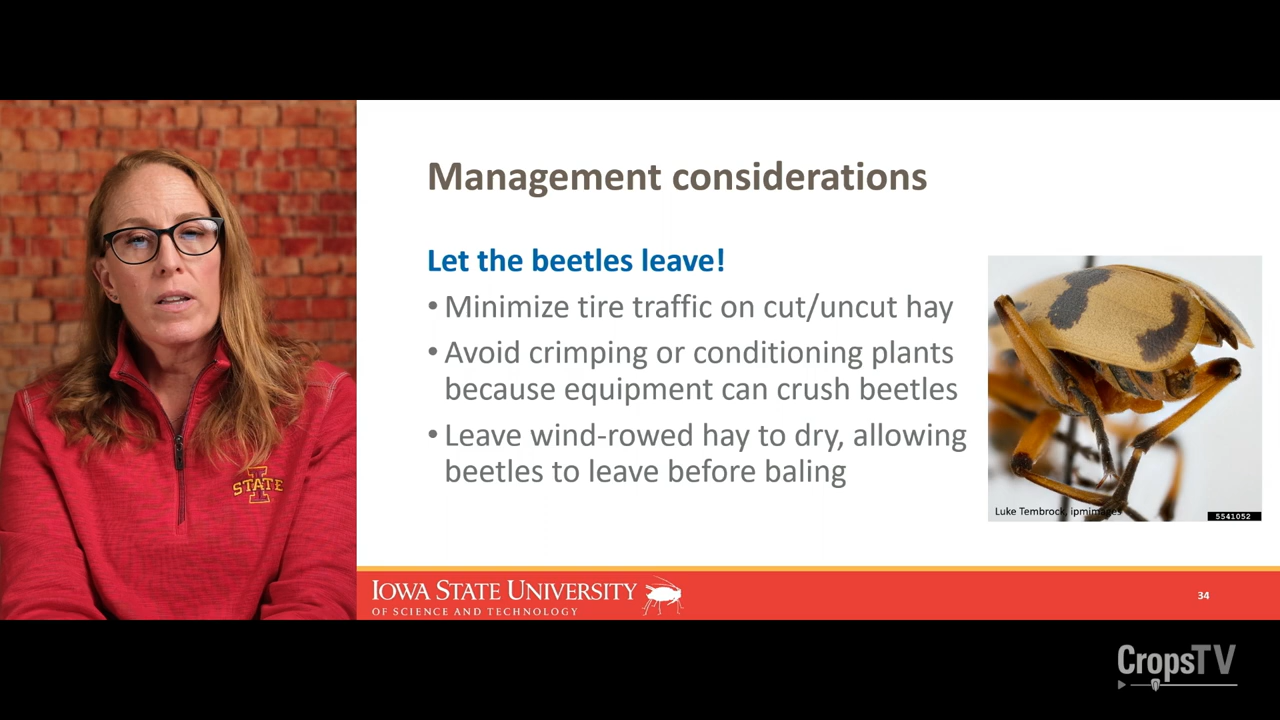 Management considerations
Let the beetles leave!
• Minimize tire traffic on cut/uncut hay
• Avoid crimping or conditioning plants
because equipment can crush beetles
• Leave wind-rowed hay to dry, allowing
beetles to leave before baling
Luke Tembrock, ipmimages
5541052
I
STATE
IOWA STATE UNIVERSITY
OF SCIENCE AND TECHNOLOGY
34
CropsTV